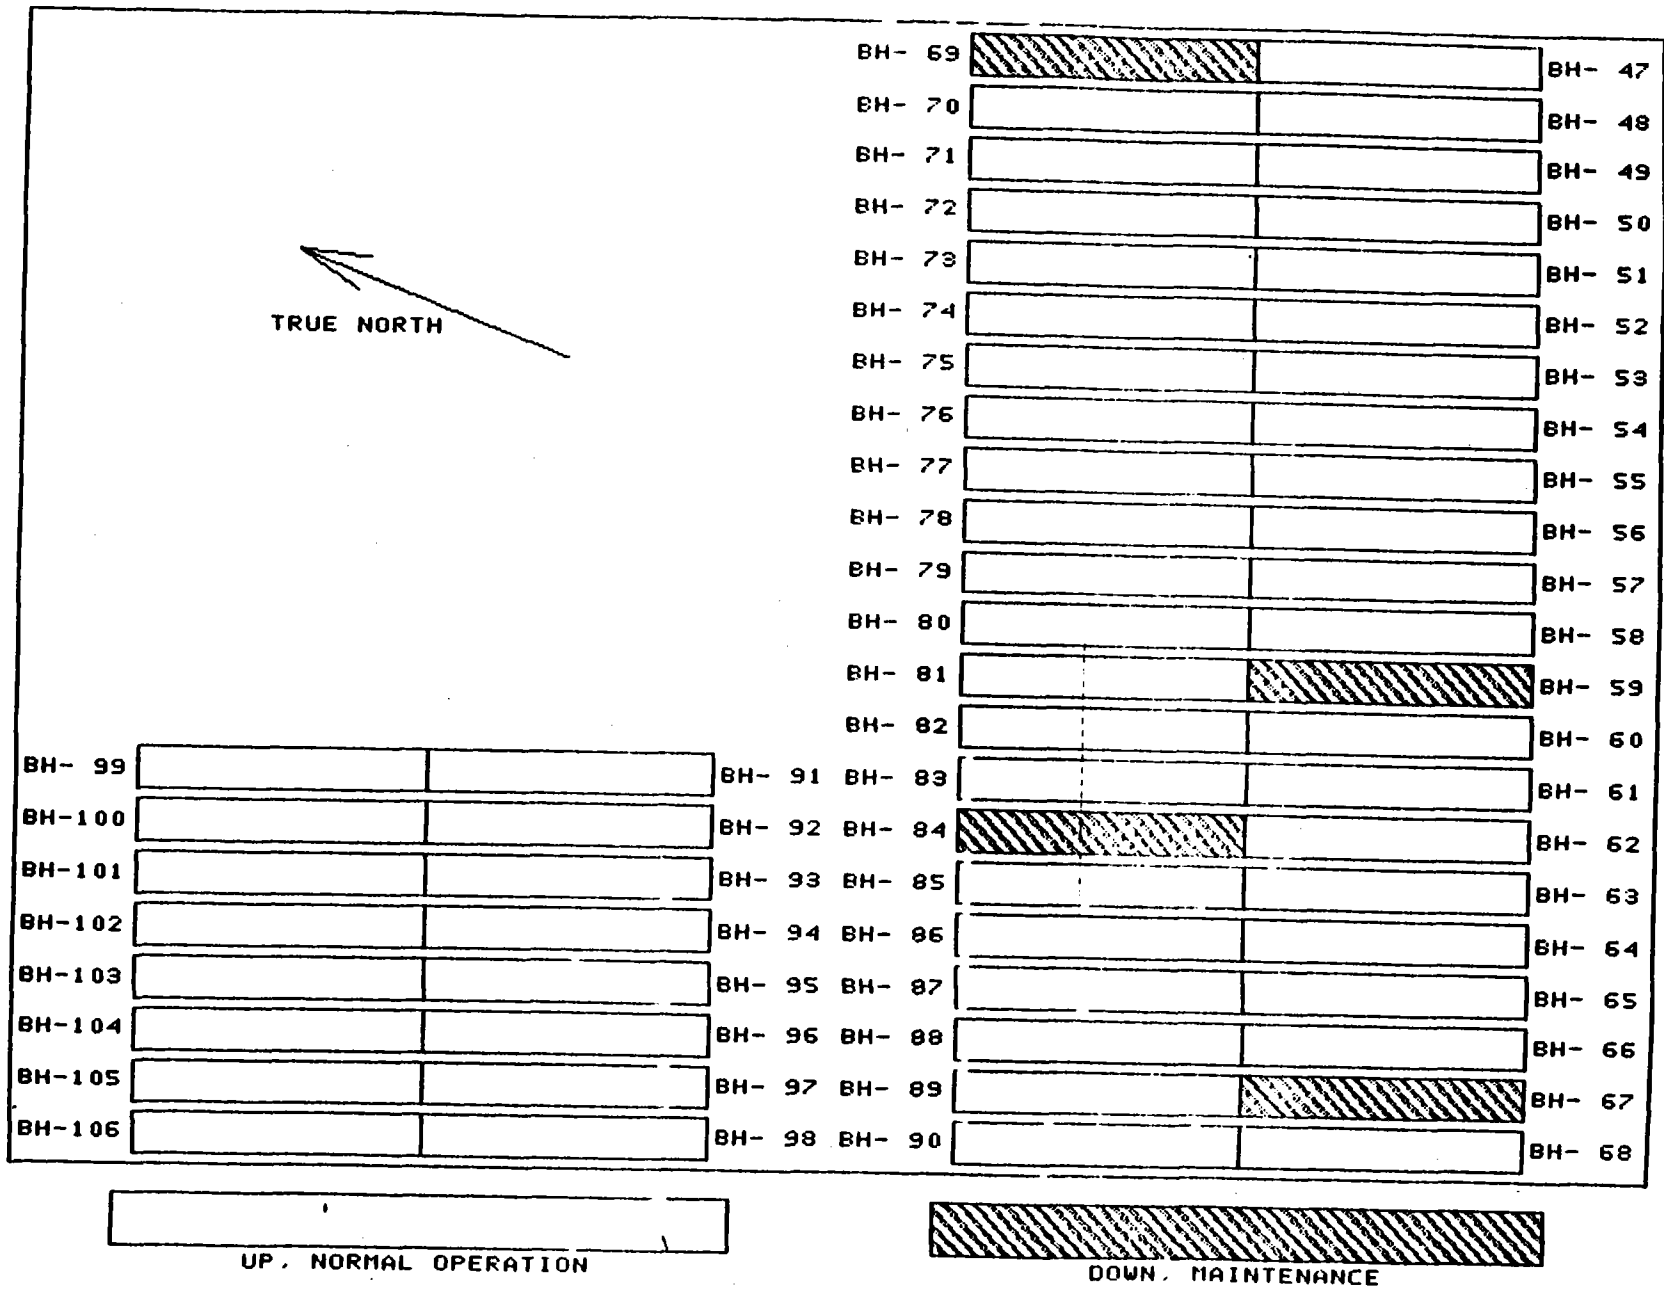 BH- 69 BH- 47
BH- 70 BH- 48
BH- 71 BH- 49
BH- 72 BH- 50
BH- 73 BH- 51
BH- 74 BH- 52
BH- 75 BH- 53
BH- 76 BH- 54
BH- 77 BH- 55
BH- 78 BH- 56
BH- 79 BH- 57
BH- 80 BH- 58
BH- 81 BH- 59
BH- 82 BH- 60
TRUE NORTH
BH- 99 BH- 91 BH- 83 BH- 61
BH-100 BH- 92 BH- 84 BH- 62
BH-101 BH- 93 BH- 85 BH- 63
BH-102 BH- 94 BH- 86 BH- 64
BH-103 BH- 95 BH- 87 BH- 65
BH-104 BH- 96 BH- 88 BH- 66
BH-105 BH- 97 BH- 89 BH- 67
BH-106 BH- 98 BH- 90 BH- 68
UP, NORMAL OPERATION
DOWN, MAINTENANCE